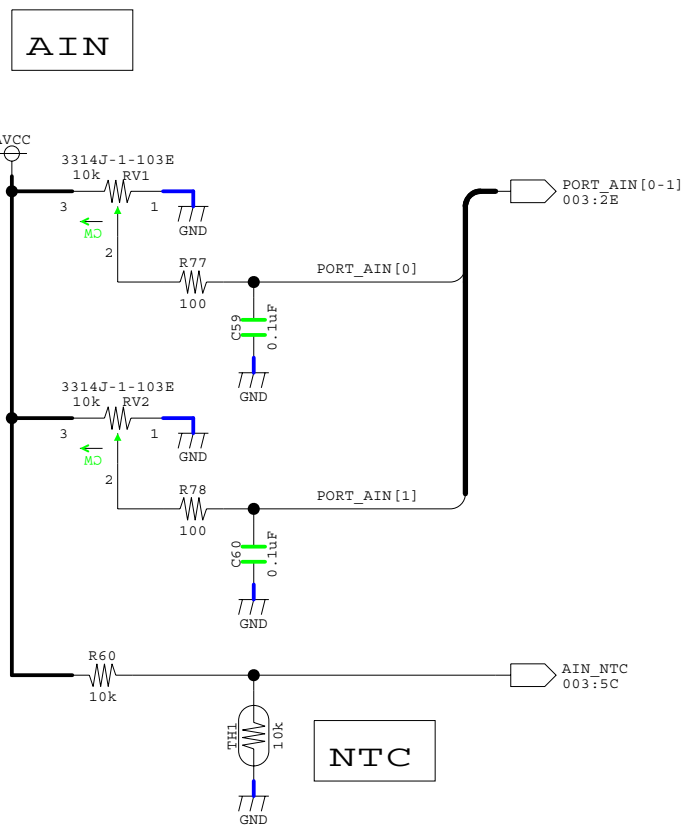 AIN
AVCC
3314J-1-103E
10k
RV1
3
1
CW
2
GND
PORT_AIN[0-1]
003:2E
R77
100
PORT_AIN[0]
C59
0.1uF
GND
3314J-1-103E
10k
RV2
3
1
CW
2
GND
R78
100
PORT_AIN[1]
C60
0.1uF
GND
R60
10k
AIN_NTC
003:5C
TH1
10k
NTC
GND